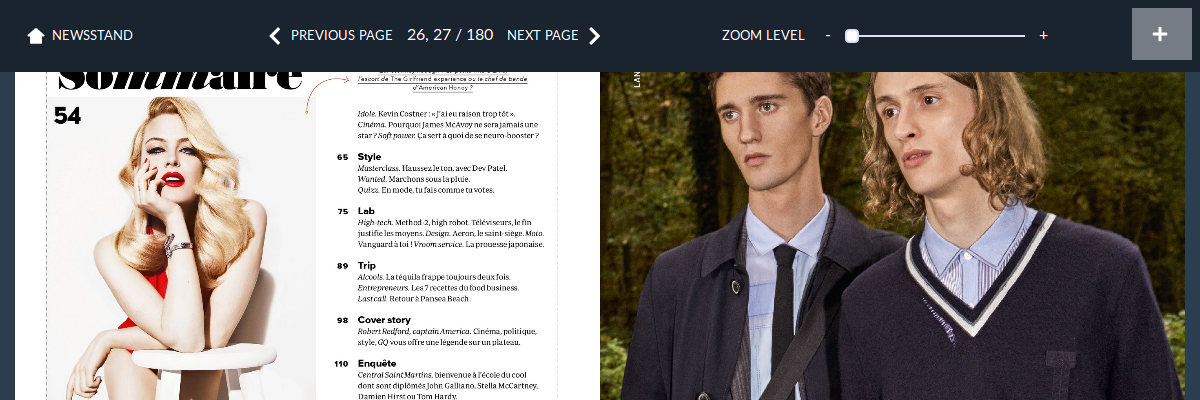 NEWSSTAND
PREVIOUS PAGE
26, 27 / 180
NEXT PAGE
ZOOM LEVEL - +
+
Sommaire
54
l'escort de The Girlfriend experience ou le chef de bande
d'American Honey ?
Idole. Kevin Costner : « J'ai eu raison trop tôt ».
Cinéma. Pourquoi James McAvoy ne sera jamais une
star ? Soft power. Ça sert à quoi de se neuro-booster ?
65 Style
Masterclass. Haussez le ton, avec Dev Patel.
Wanted. Marchons sous la pluie.
Quizz. En mode, tu fais comme tu votes.
75 Lab
High-tech. Method-2, high robot. Téléviseurs, le fin
justifie les moyens. Design. Aeron, le saint-siège. Moto.
Vanguard à toi ! Vroom service. La prouesse japonaise.
89 Trip
Alcools. La téquila frappe toujours deux fois.
Entrepreneurs. Les 7 recettes du food business.
Last call. Retour à Pansea Beach.
98 Cover story
Robert Redford, captain America. Cinéma, politique,
style, GQ vous offre une légende sur un plateau.
110 Enquête
Central Saint Martins, bienvenue à l'école du cool
dont sont diplômés John Galliano, Stella McCartney,
Damien Hirst ou Tom Hardy.
LAN